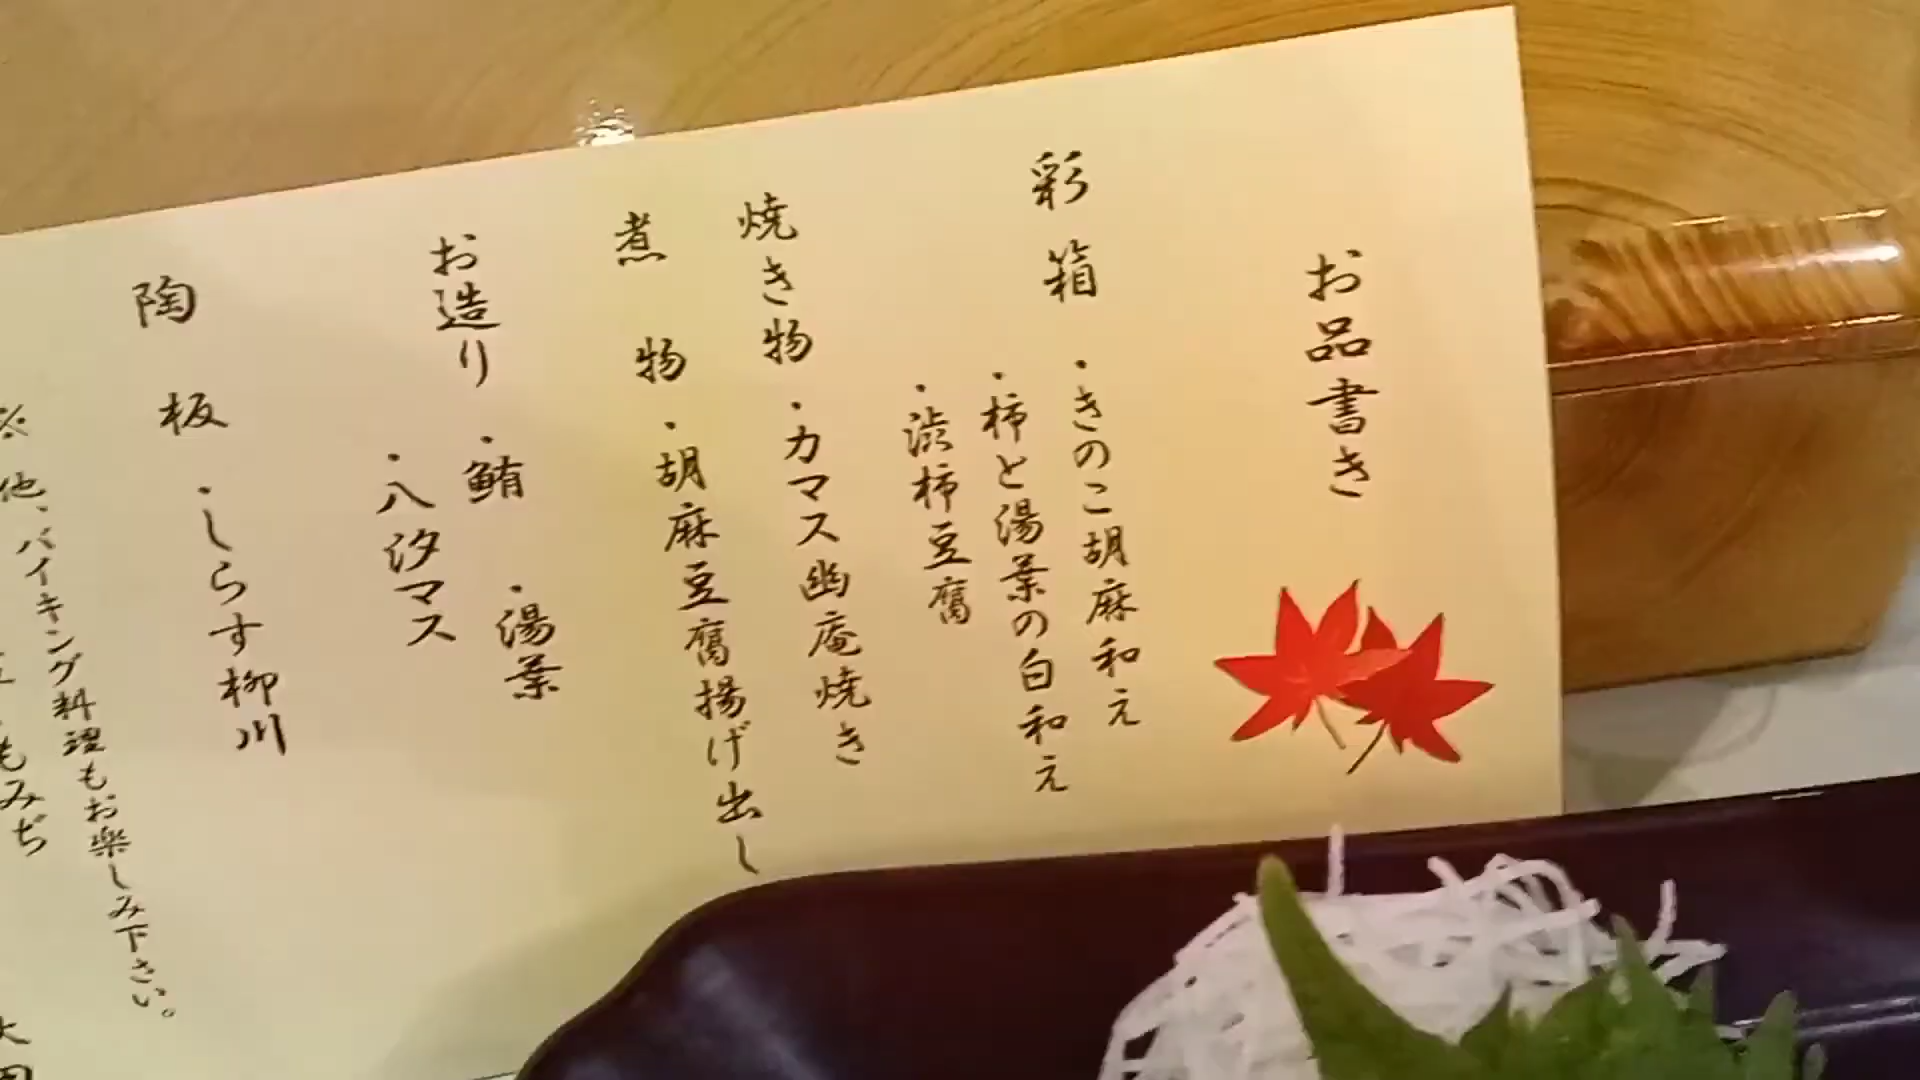 お品書き
彩箱 ・きのこ胡麻和え
・柿と湯葉の白和え
・渋柿豆腐
焼き物 ・カマス幽庵焼き
煮物 ・胡麻豆腐揚げ出し
お造り ・鮪 ・湯葉
・八汐マス
陶板 ・しらす柳川
※他、バイキング料理もお楽しみ下さい。
もみぢ